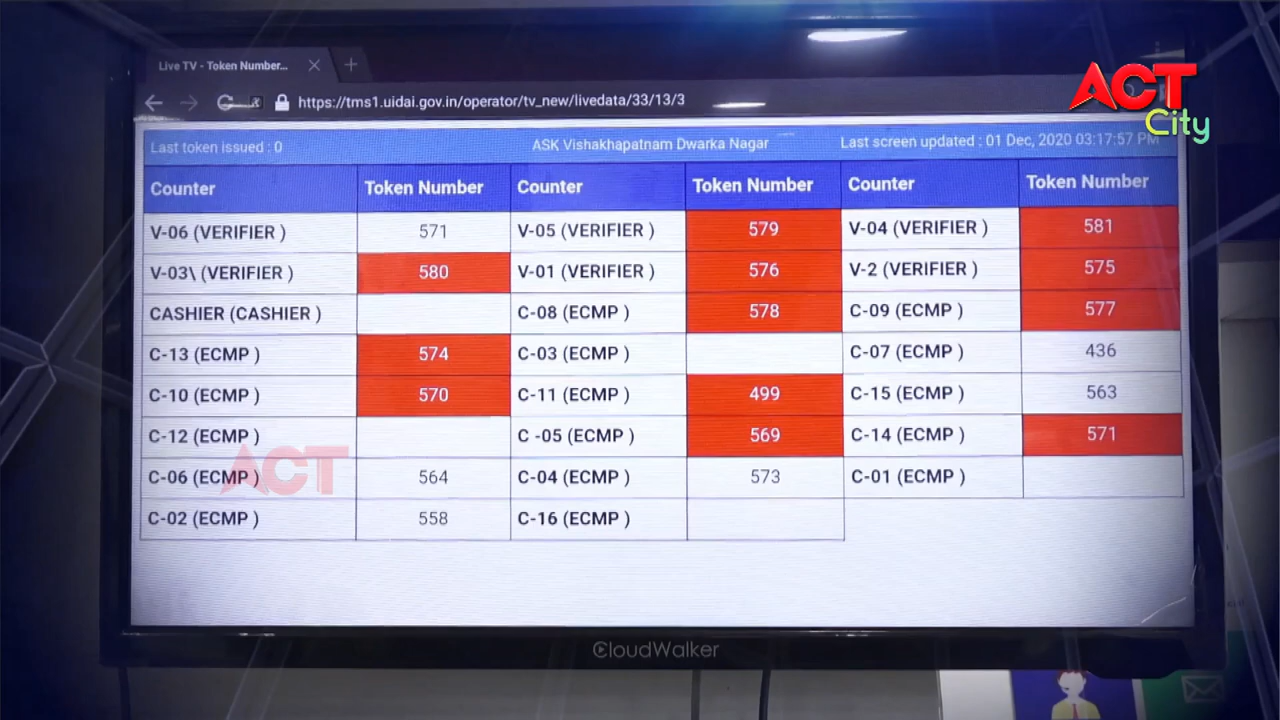 Live TV - Token Number...
https://tms1.uidai.gov.in/operator/tv_new/livedata/33/13/3
ACT
City
Last token issued : 0 ASK Vishakhapatnam Dwarka Nagar Last screen updated : 01 Dec, 2020 03:17:57 PM
Counter Token Number Counter Token Number Counter Token Number
V-06 (VERIFIER ) 571 V-05 (VERIFIER ) 579 V-04 (VERIFIER ) 581
V-03\ (VERIFIER ) 580 V-01 (VERIFIER ) 576 V-2 (VERIFIER ) 575
CASHIER (CASHIER ) C-08 (ECMP ) 578 C-09 (ECMP ) 577
C-13 (ECMP ) 574 C-03 (ECMP ) C-07 (ECMP ) 436
C-10 (ECMP ) 570 C-11 (ECMP ) 499 C-15 (ECMP ) 563
C-12 (ECMP ) C -05 (ECMP ) 569 C-14 (ECMP ) 571
ACT
C-06 (ECMP ) 564 C-04 (ECMP ) 573 C-01 (ECMP )
C-02 (ECMP ) 558 C-16 (ECMP )
CloudWalker